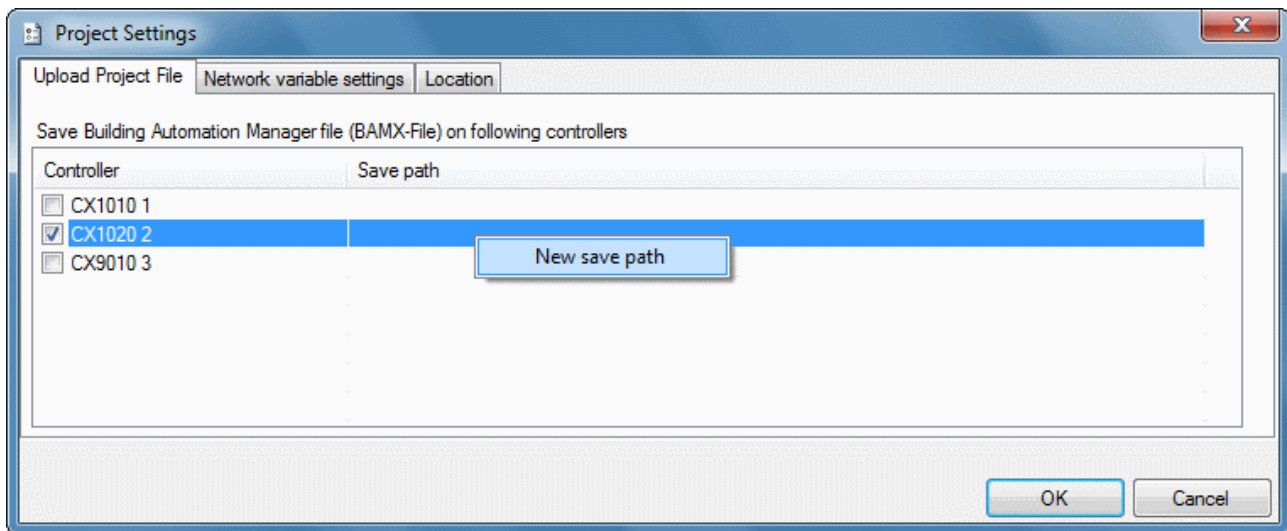 Project Settings
Upload Project File Network variable settings Location
Save Building Automation Manager file (BAMX-File) on following controllers
Controller Save path
CX1010 1
CX1020 2
New save path
CX9010 3
OK Cancel